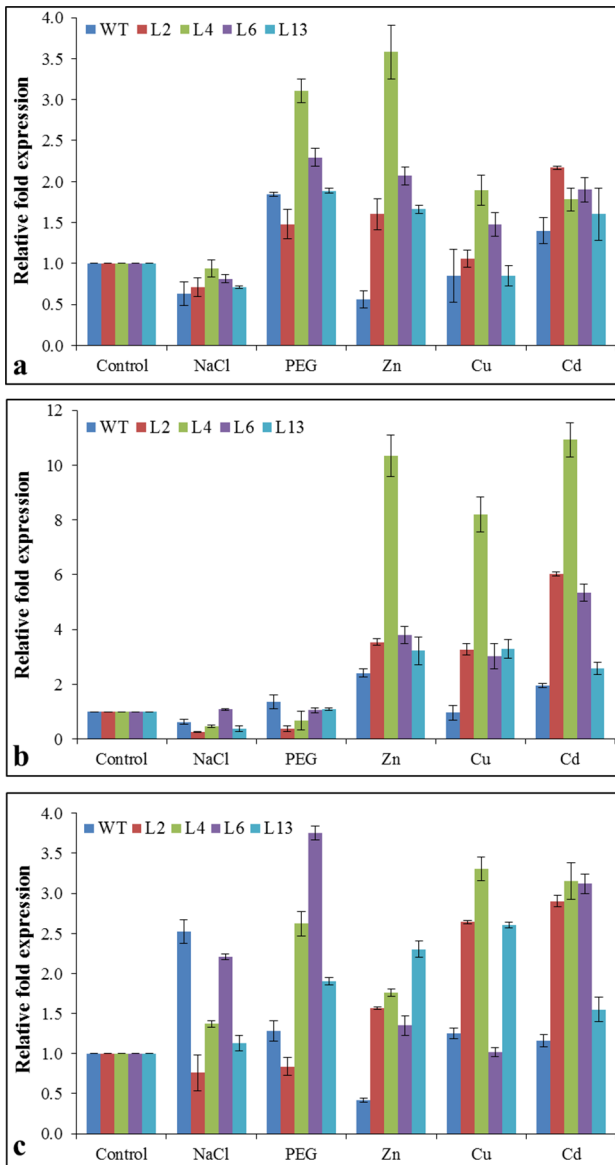 WT L2 L4 L6 L13
Relative fold expression
4.0
3.5
3.0
2.5
2.0
1.5
1.0
0.5
0.0
Control NaCl PEG Zn Cu Cd
a
WT L2 L4 L6 L13
Relative fold expression
12
10
8
6
4
2
0
Control NaCl PEG Zn Cu Cd
b
WT L2 L4 L6 L13
Relative fold expression
4.0
3.5
3.0
2.5
2.0
1.5
1.0
0.5
0.0
Control NaCl PEG Zn Cu Cd
c